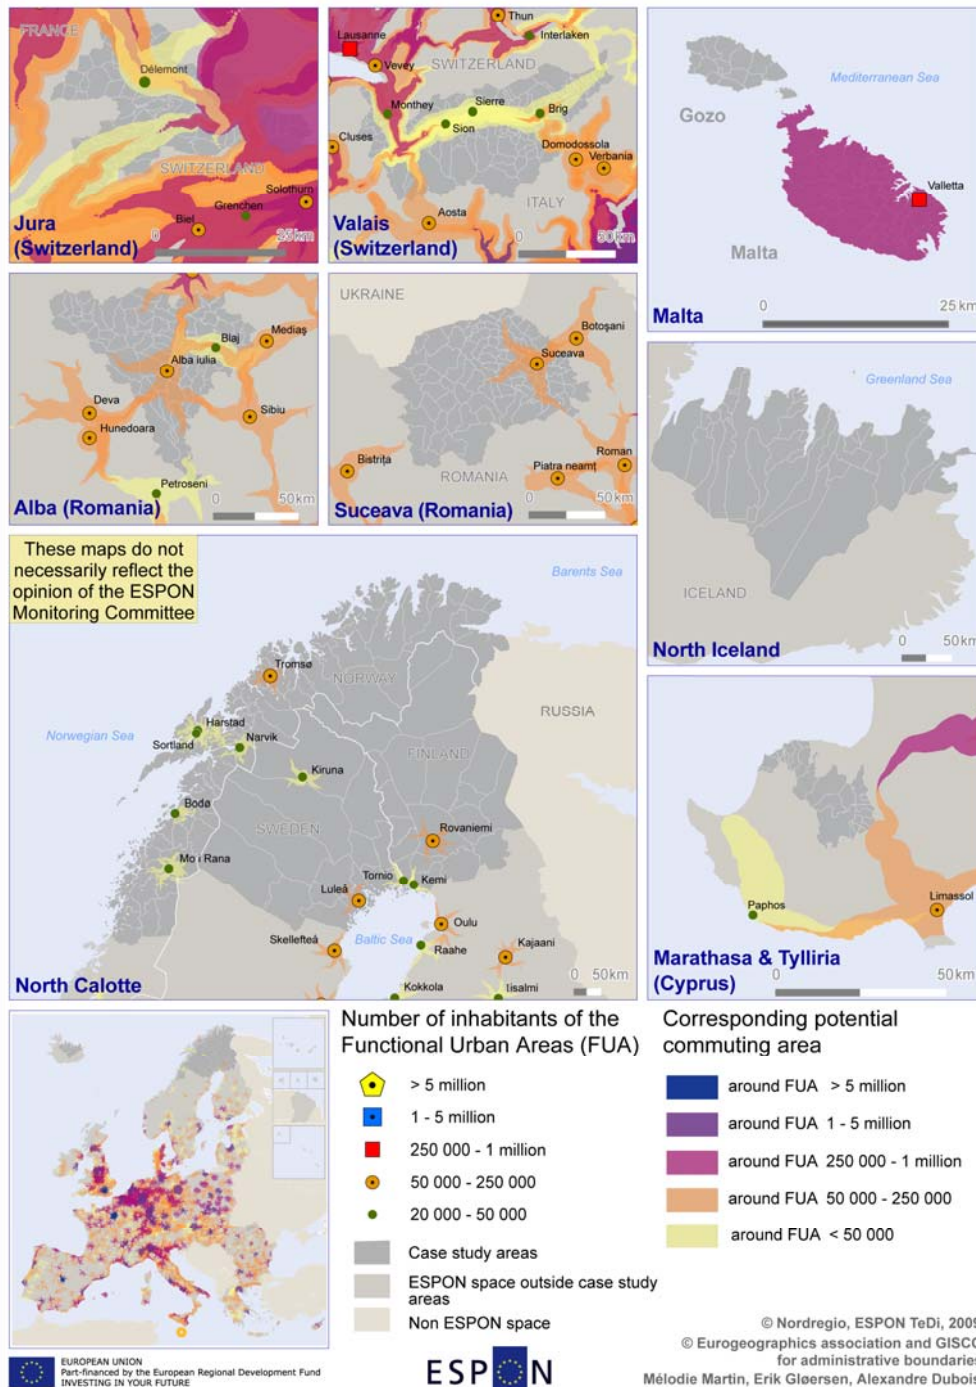 FRANCE
Délemont
SWITZERLAND
Solothurn
Grenchen
Biel
Jura
(Switzerland)
0 25km
Thun
Lausanne
Interlaken
Vevey
SWITZERLAND
Monthey
Sierre
Brig
Sion
Cluses
Domodossola
Verbania
ITALY
Aosta
Valais
(Switzerland)
0 50km
Mediterranean Sea
Gozo
Valletta
Malta
0 25 km
Malta
Mediaş
Blaj
Alba iulia
Deva
Sibiu
Hunedoara
Petroseni
0 50km
Alba (Romania)
UKRAINE
Botoşani
Suceava
Bistriţa
Roman
ROMANIA
Piatra neamţ
0 50km
Suceava (Romania)
Greenland Sea
ICELAND
0 50km
North Iceland
These maps do not
necessarily reflect the
opinion of the ESPON
Monitoring Committee
Barents Sea
Tromsø
NORWAY
RUSSIA
Harstad
Norwegian Sea
Sortland
Narvik
FINLAND
Kiruna
Bodø
SWEDEN
Rovaniemi
Mo i Rana
Tornio
Kemi
Luleå
Oulu
Skellefteå
Baltic Sea
Raahe
Kajaani
Kokkola
Iisalmi
0 50km
North Calotte
Limassol
Paphos
Marathasa & Tylliria
(Cyprus)
0 50km
Number of inhabitants of the
Functional Urban Areas (FUA)
> 5 million
1 - 5 million
250 000 - 1 million
50 000 - 250 000
20 000 - 50 000
Case study areas
ESPON space outside case study
areas
Non ESPON space
Corresponding potential
commuting area
around FUA > 5 million
around FUA 1 - 5 million
around FUA 250 000 - 1 million
around FUA 50 000 - 250 000
around FUA < 50 000
EUROPEAN UNION
Part-financed by the European Regional Development Fund
INVESTING IN YOUR FUTURE
ESPON
© Nordregio, ESPON TeDi, 2009
© Eurogeographics association and GISCO
for administrative boundaries
Mélodie Martin, Erik Gløersen, Alexandre Dubois